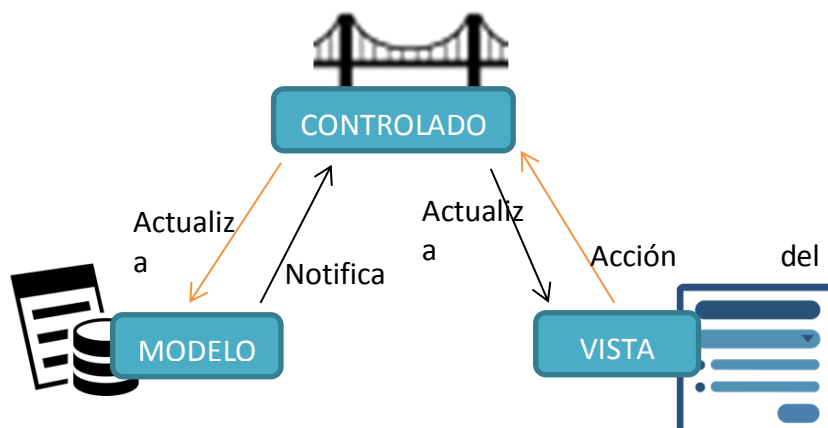 CONTROLADO
Actualiz
a
Notifica
Actualiz
a
Acción del
MODELO
VISTA